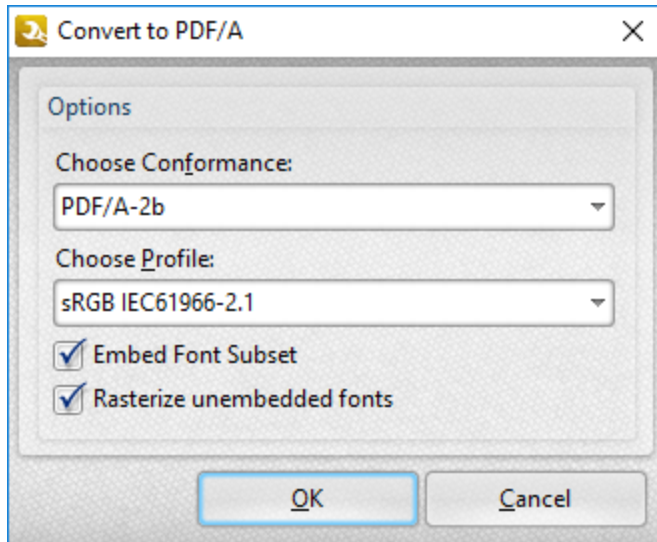 Convert to PDF/A
Options
Choose Conformance:
PDF/A-2b
Choose Profile:
sRGB IEC61966-2.1
Embed Font Subset
Rasterize unembedded fonts
OK
Cancel